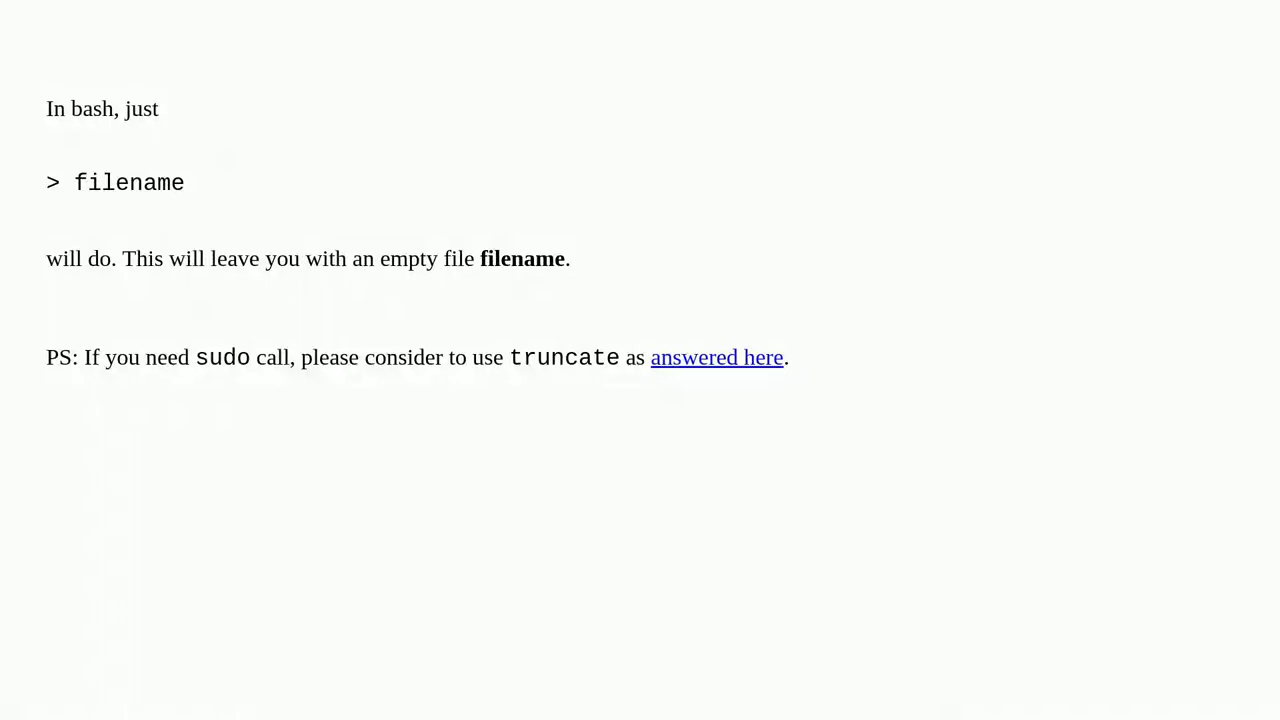 In bash, just
> filename
will do. This will leave you with an empty file filename.
PS: If you need sudo call, please consider to use truncate as answered here.